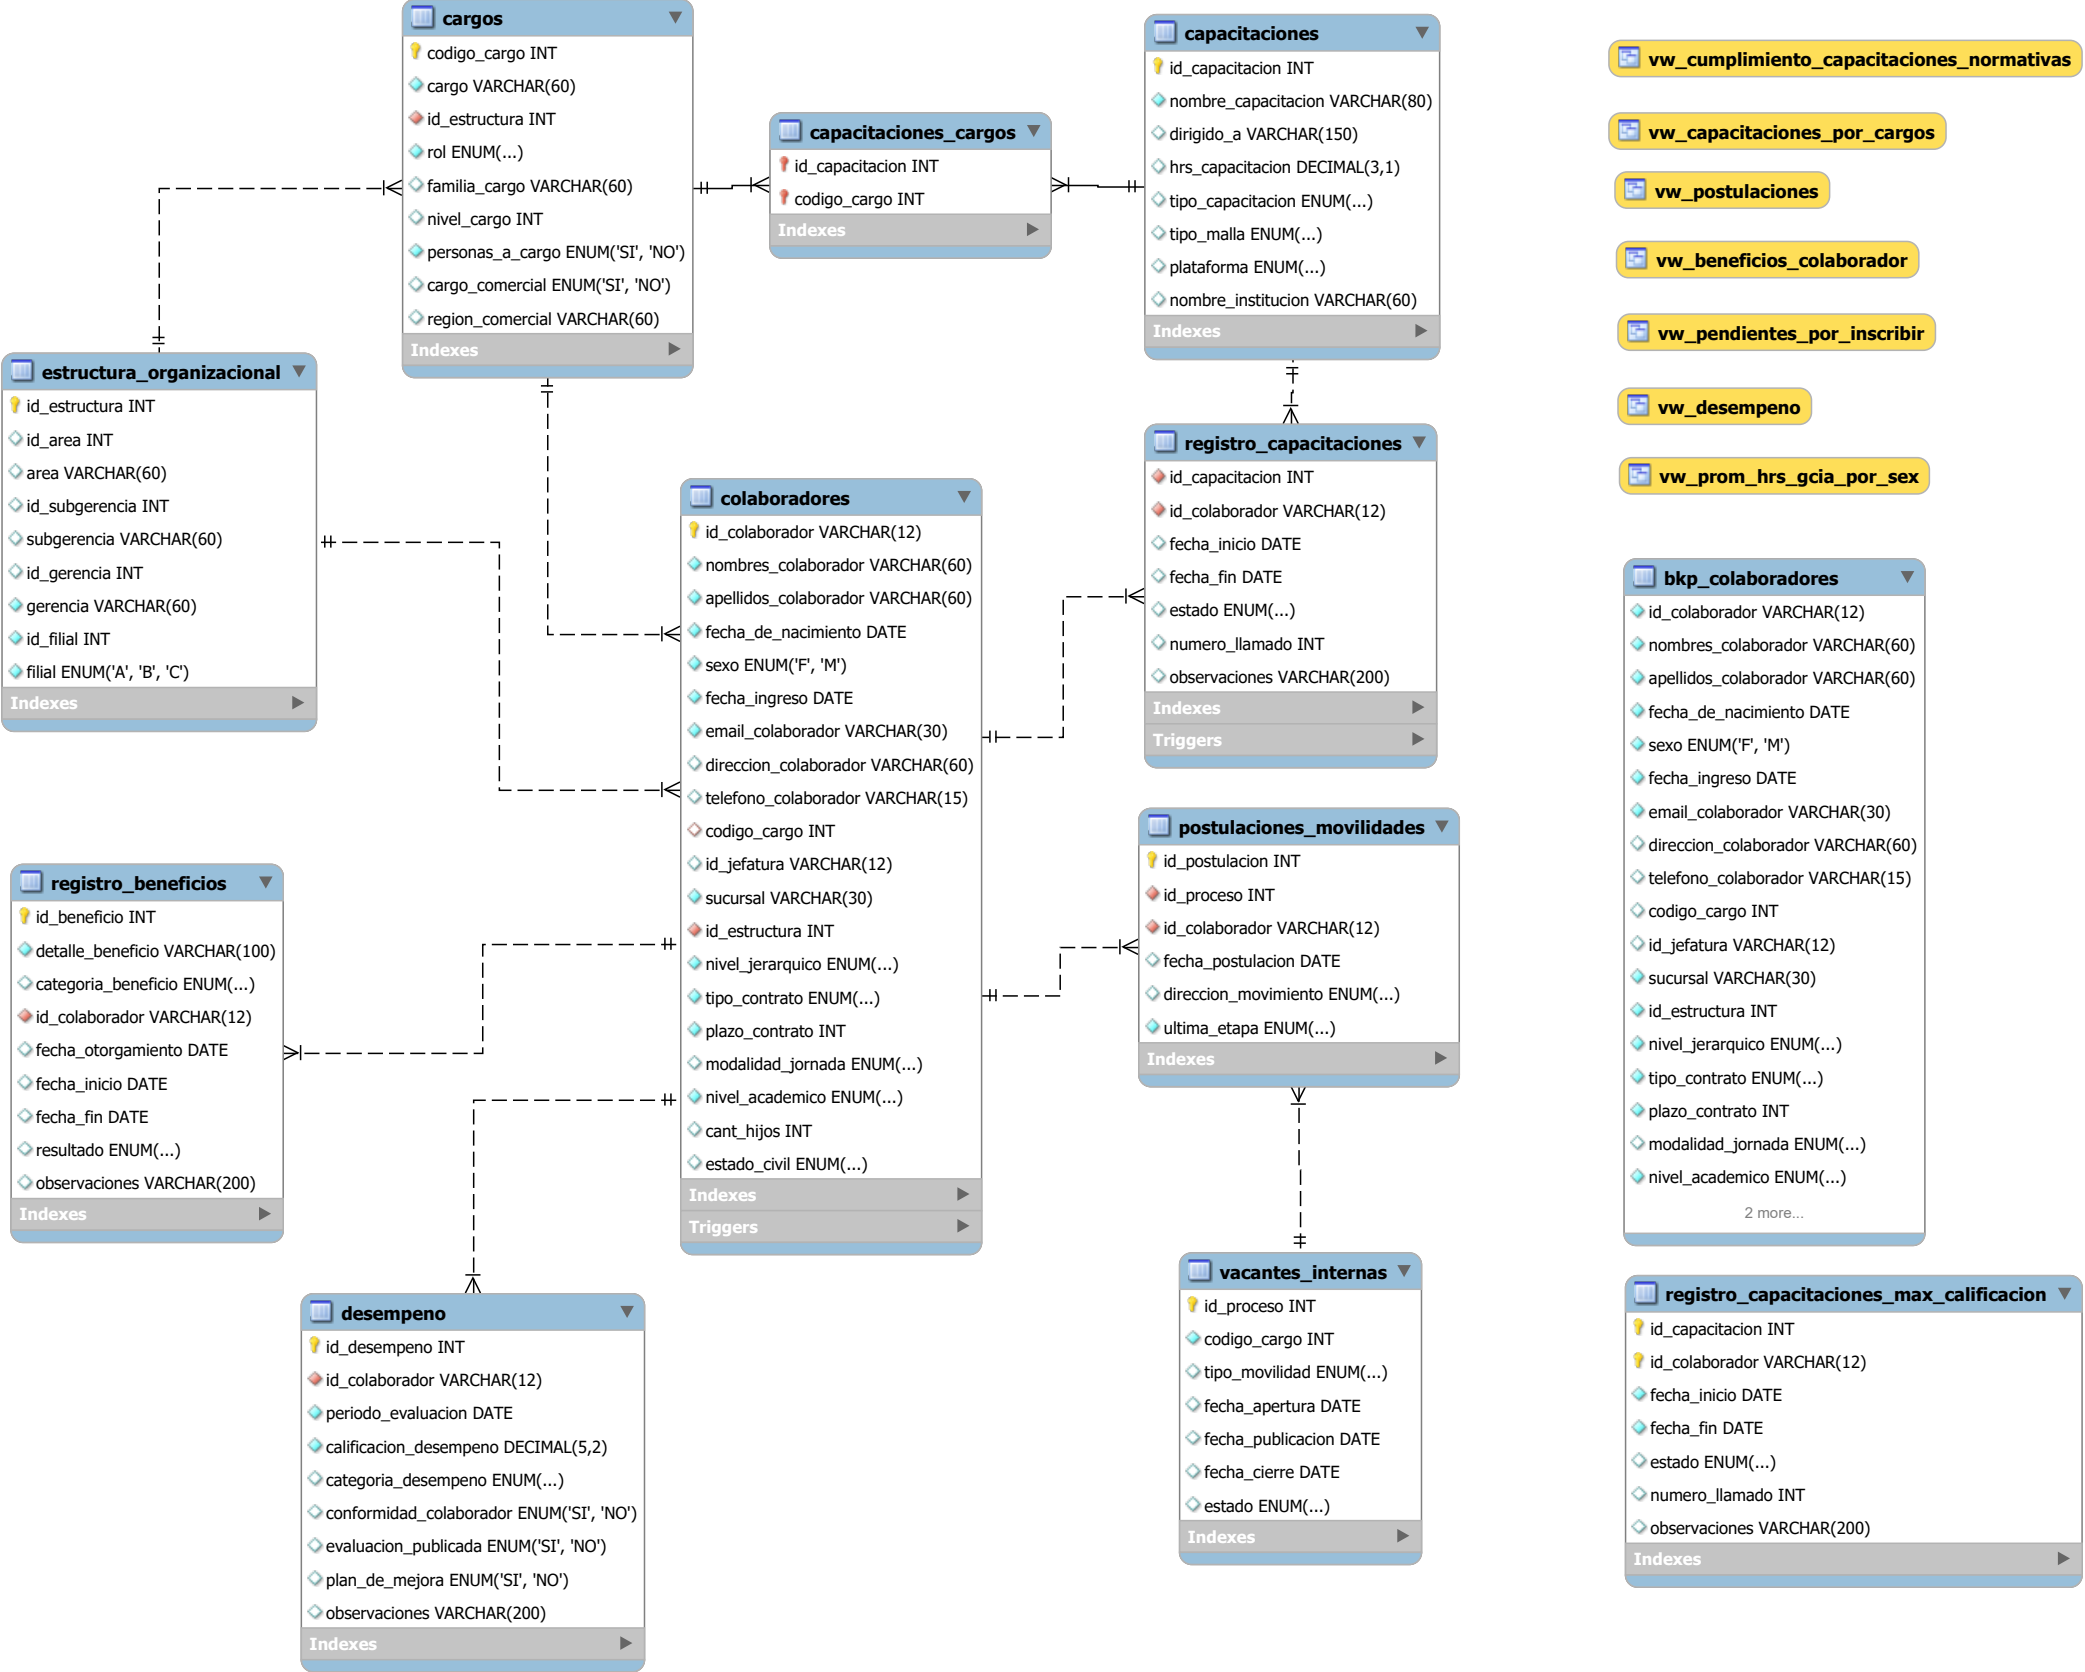 cargos
codigo_cargo INT
cargo VARCHAR(60)
id_estructura INT
rol ENUM(...)
familia_cargo VARCHAR(60)
nivel_cargo INT
personas_a_cargo ENUM('SI', 'NO')
cargo_comercial ENUM('SI', 'NO')
region_comercial VARCHAR(60)
Indexes
capacitaciones_cargos
id_capacitacion INT
codigo_cargo INT
Indexes
capacitaciones
id_capacitacion INT
nombre_capacitacion VARCHAR(80)
dirigido_a VARCHAR(150)
hrs_capacitacion DECIMAL(3,1)
tipo_capacitacion ENUM(...)
tipo_malla ENUM(...)
plataforma ENUM(...)
nombre_institucion VARCHAR(60)
Indexes
vw_cumplimiento_capacitaciones_normativas
vw_capacitaciones_por_cargos
vw_postulaciones
vw_beneficios_colaborador
vw_pendientes_por_inscribir
vw_desempeno
vw_prom_hrs_gcia_por_sex
estructura_organizacional
id_estructura INT
id_area INT
area VARCHAR(60)
id_subgerencia INT
subgerencia VARCHAR(60)
id_gerencia INT
gerencia VARCHAR(60)
id_filial INT
filial ENUM('A', 'B', 'C')
Indexes
colaboradores
id_colaborador VARCHAR(12)
nombres_colaborador VARCHAR(60)
apellidos_colaborador VARCHAR(60)
fecha_de_nacimiento DATE
sexo ENUM('F', 'M')
fecha_ingreso DATE
email_colaborador VARCHAR(30)
direccion_colaborador VARCHAR(60)
telefono_colaborador VARCHAR(15)
codigo_cargo INT
id_jefatura VARCHAR(12)
sucursal VARCHAR(30)
id_estructura INT
nivel_jerarquico ENUM(...)
tipo_contrato ENUM(...)
plazo_contrato INT
modalidad_jornada ENUM(...)
nivel_academico ENUM(...)
cant_hijos INT
estado_civil ENUM(...)
Indexes
Triggers
registro_capacitaciones
id_capacitacion INT
id_colaborador VARCHAR(12)
fecha_inicio DATE
fecha_fin DATE
estado ENUM(...)
numero_llamado INT
observaciones VARCHAR(200)
Indexes
Triggers
bkp_colaboradores
id_colaborador VARCHAR(12)
nombres_colaborador VARCHAR(60)
apellidos_colaborador VARCHAR(60)
fecha_de_nacimiento DATE
sexo ENUM('F', 'M')
fecha_ingreso DATE
email_colaborador VARCHAR(30)
direccion_colaborador VARCHAR(60)
telefono_colaborador VARCHAR(15)
codigo_cargo INT
id_jefatura VARCHAR(12)
sucursal VARCHAR(30)
id_estructura INT
nivel_jerarquico ENUM(...)
tipo_contrato ENUM(...)
plazo_contrato INT
modalidad_jornada ENUM(...)
nivel_academico ENUM(...)
2 more...
registro_beneficios
id_beneficio INT
detalle_beneficio VARCHAR(100)
categoria_beneficio ENUM(...)
id_colaborador VARCHAR(12)
fecha_otorgamiento DATE
fecha_inicio DATE
fecha_fin DATE
resultado ENUM(...)
observaciones VARCHAR(200)
Indexes
postulaciones_movilidades
id_postulacion INT
id_proceso INT
id_colaborador VARCHAR(12)
fecha_postulacion DATE
direccion_movimiento ENUM(...)
ultima_etapa ENUM(...)
Indexes
desempeno
id_desempeno INT
id_colaborador VARCHAR(12)
periodo_evaluacion DATE
calificacion_desempeno DECIMAL(5,2)
categoria_desempeno ENUM(...)
conformidad_colaborador ENUM('SI', 'NO')
evaluacion_publicada ENUM('SI', 'NO')
plan_de_mejora ENUM('SI', 'NO')
observaciones VARCHAR(200)
Indexes
vacantes_internas
id_proceso INT
codigo_cargo INT
tipo_movilidad ENUM(...)
fecha_apertura DATE
fecha_publicacion DATE
fecha_cierre DATE
estado ENUM(...)
Indexes
registro_capacitaciones_max_calificacion
id_capacitacion INT
id_colaborador VARCHAR(12)
fecha_inicio DATE
fecha_fin DATE
estado ENUM(...)
numero_llamado INT
observaciones VARCHAR(200)
Indexes